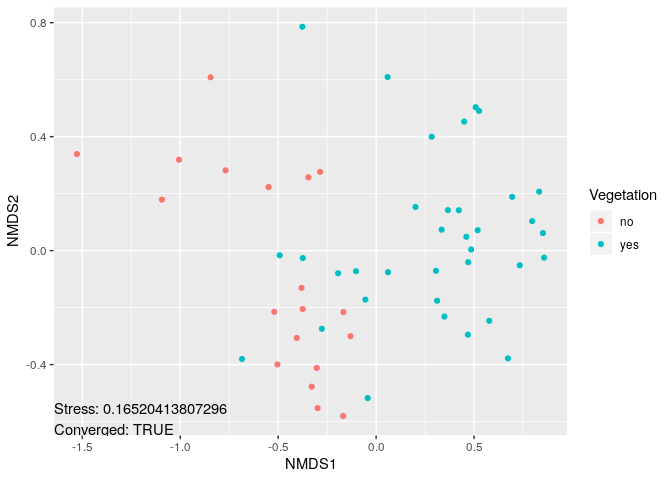 0.8
0.4
0.0
-0.4
NMDS2
Stress: 0.16520413807296
Converged: TRUE
-1.5 -1.0 -0.5 0.0 0.5
NMDS1
Vegetation
no
yes